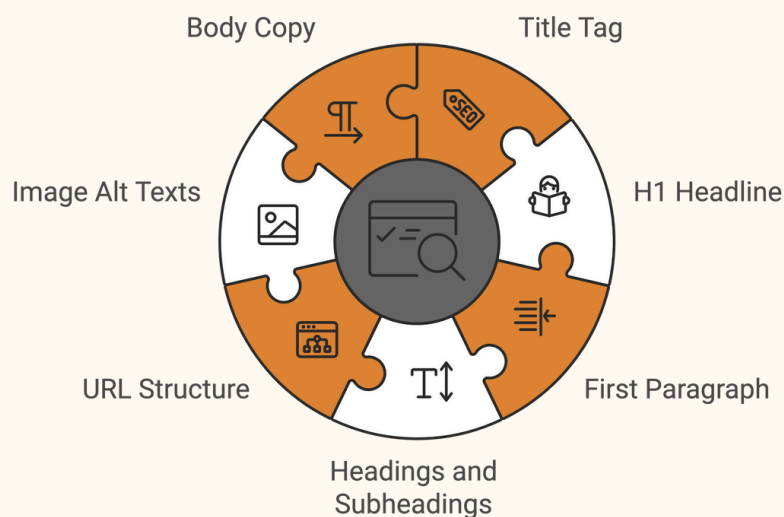 Body Copy
Title Tag
SEO
Image Alt Texts
H1 Headline
URL Structure
First Paragraph
T
Headings and
Subheadings